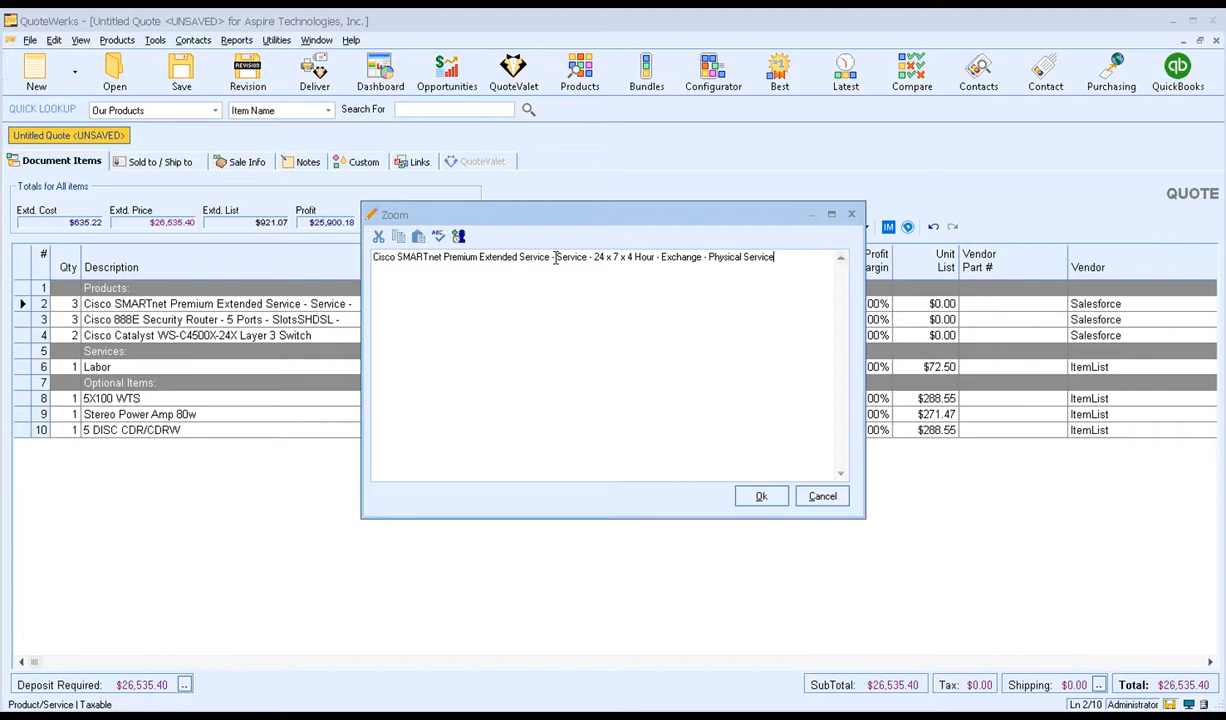 QuoteWerks - [Untitled Quote <UNSAVED> for Aspire Technologies, Inc.]
File Edit View Products Tools Contacts Reports Utilities Window Help
New Open Save Revision Deliver Dashboard Opportunities QuoteValet Products Bundles Configurator Best Latest Compare Contacts Contact Purchasing QuickBooks
QUICK LOOKUP Our Products Item Name Search For
Untitled Quote <UNSAVED>
Document Items Sold to / Ship to Sale Info Notes Custom Links QuoteValet
Totals for All items
QUOTE
Extd. Cost Extd. Price Extd. List Profit
$635.22 $26,535.40 $921.07 $25,900.18
Zoom
Cisco SMARTnet Premium Extended Service - Service - 24 x 7 x 4 Hour - Exchange - Physical Service
Ok Cancel
# Qty Description Profit Unit List Vendor Part # Vendor
1 Products:
2 3 Cisco SMARTnet Premium Extended Service - Service - 00% $0.00 Salesforce
3 3 Cisco 888E Security Router - 5 Ports - SlotsSHDSL - 00% $0.00 Salesforce
4 2 Cisco Catalyst WS-C4500X-24X Layer 3 Switch 00% $0.00 Salesforce
5 Services:
6 1 Labor 00% $72.50 ItemList
7 Optional Items:
8 1 5X100 WTS 00% $288.55 ItemList
9 1 Stereo Power Amp 80w 00% $271.47 ItemList
10 1 5 DISC CDR/CDRW 00% $288.55 ItemList
Deposit Required: $26,535.40 .. SubTotal: $26,535.40 Tax: $0.00 Shipping: $0.00 .. Total: $26,535.40
Product/Service | Taxable Ln 2/10 Administrator